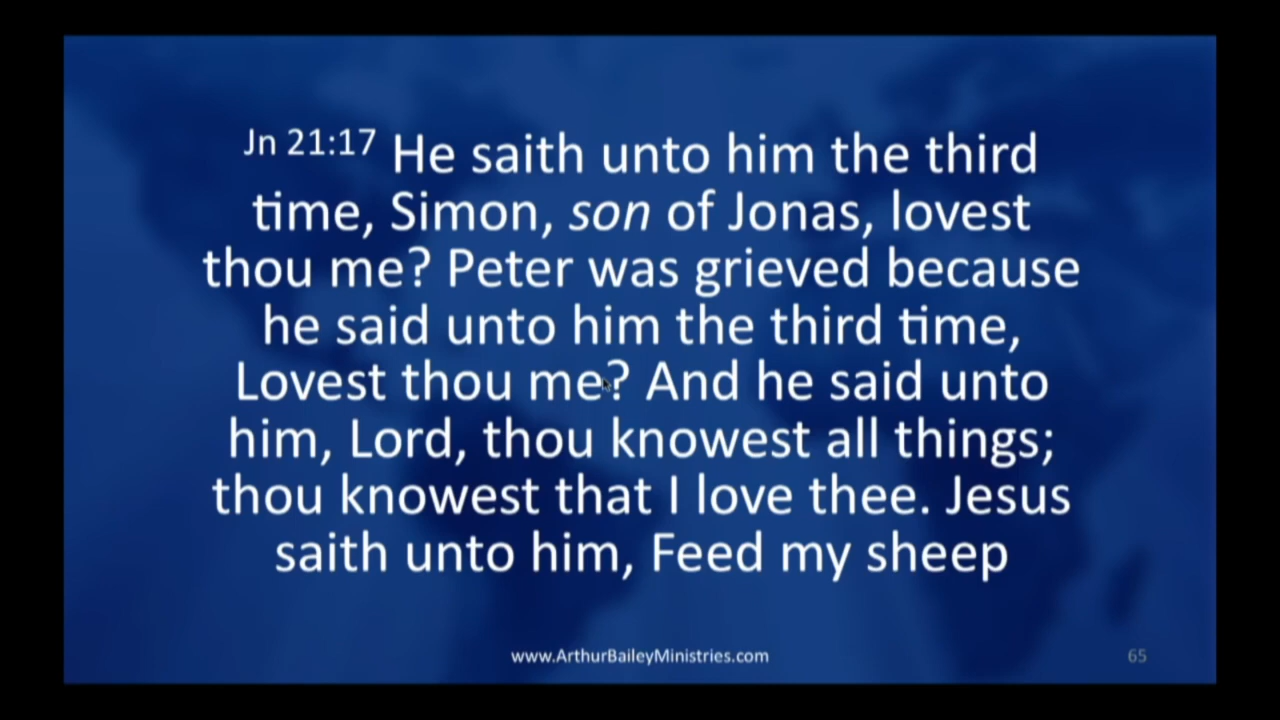 Jn 21:17 He saith unto him the third
time, Simon, son of Jonas, lovest
thou me? Peter was grieved because
he said unto him the third time,
Lovest thou me? And he said unto
him, Lord, thou knowest all things;
thou knowest that I love thee. Jesus
saith unto him, Feed my sheep
www.ArthurBaileyMinistries.com
65